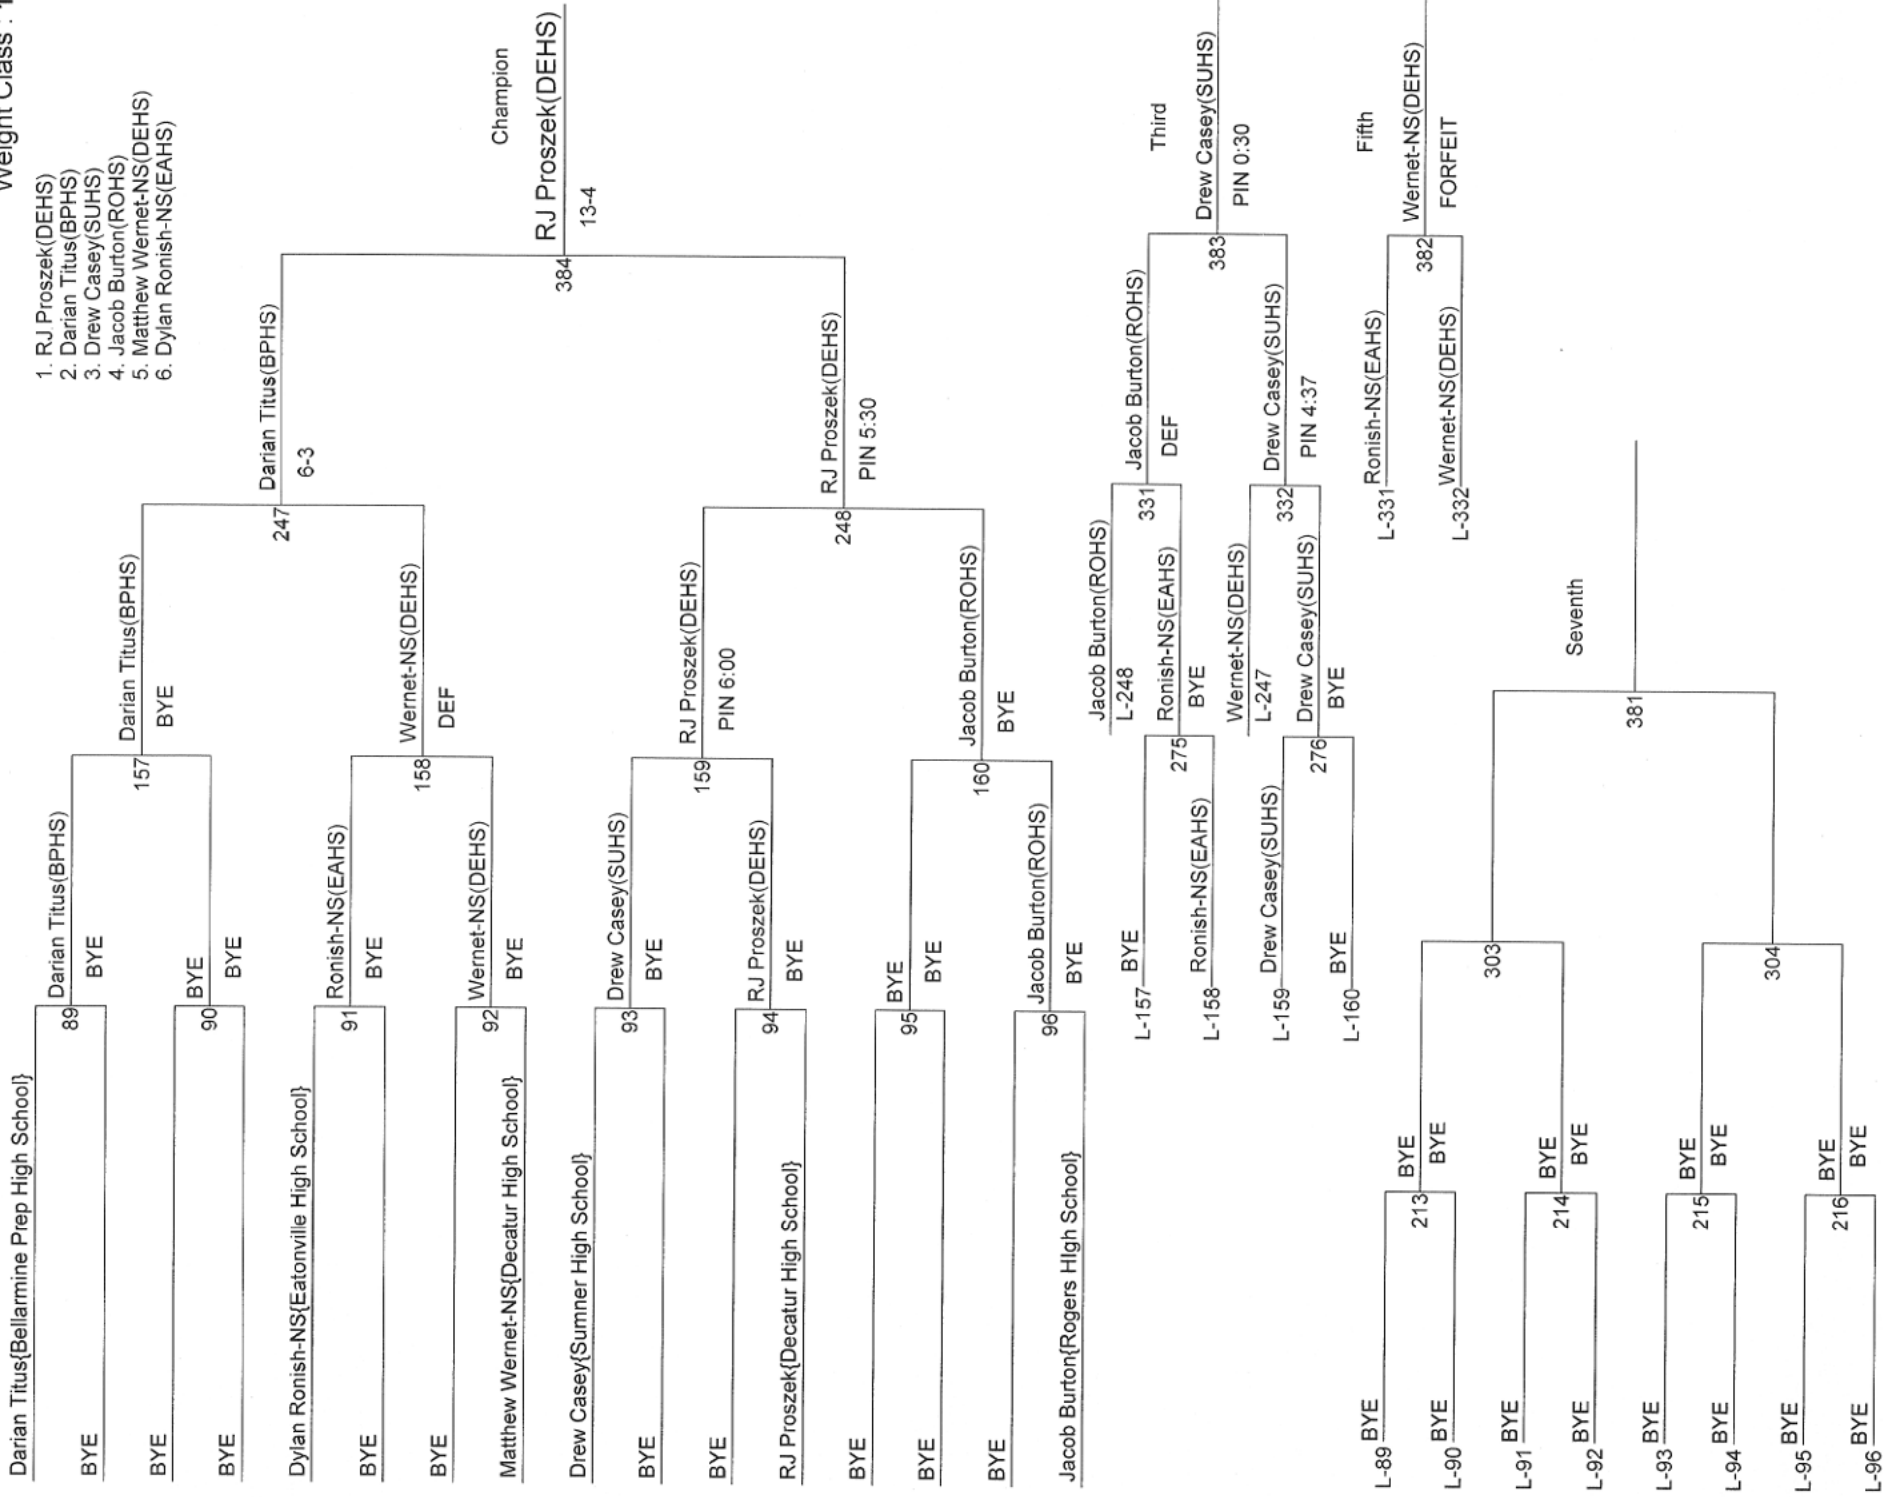 Weight Class :
1. RJ Proszek(DEHS)
2. Darian Titus(BPHS)
3. Drew Casey(SUHS)
4. Jacob Burton(ROHS)
5. Matthew Wernet-NS(DEHS)
6. Dylan Ronish-NS(EAHS)
Darian Titus{Bellarmine Prep High School}
BYE
BYE
BYE
Dylan Ronish-NS{Eatonville High School}
BYE
BYE
Matthew Wernet-NS{Decatur High School}
Drew Casey{Sumner High School}
BYE
BYE
RJ Proszek{Decatur High School}
BYE
BYE
BYE
Jacob Burton{Rogers HIgh School}
89
Darian Titus(BPHS)
BYE
90
BYE
BYE
91
Ronish-NS(EAHS)
BYE
92
Wernet-NS(DEHS)
BYE
93
Drew Casey(SUHS)
BYE
94
RJ Proszek(DEHS)
BYE
95
BYE
BYE
96
Jacob Burton(ROHS)
BYE
157
Darian Titus(BPHS)
BYE
158
Wernet-NS(DEHS)
DEF
159
RJ Proszek(DEHS)
PIN 6:00
160
Jacob Burton(ROHS)
BYE
247
Darian Titus(BPHS)
6-3
248
RJ Proszek(DEHS)
PIN 5:30
384
Champion
RJ Proszek(DEHS)
13-4
L-157 BYE
L-158 Ronish-NS(EAHS)
L-159 Drew Casey(SUHS)
L-160 BYE
Jacob Burton(ROHS)
L-248
275
Ronish-NS(EAHS)
BYE
Wernet-NS(DEHS)
L-247
276
Drew Casey(SUHS)
BYE
331
Jacob Burton(ROHS)
DEF
332
Drew Casey(SUHS)
PIN 4:37
383
Third
Drew Casey(SUHS)
PIN 0:30
L-331 Ronish-NS(EAHS)
L-332 Wernet-NS(DEHS)
382
Fifth
Wernet-NS(DEHS)
FORFEIT
L-89 BYE
L-90 BYE
L-91 BYE
L-92 BYE
L-93 BYE
L-94 BYE
L-95 BYE
L-96 BYE
213
BYE
BYE
214
BYE
BYE
215
BYE
BYE
216
BYE
BYE
303
304
381
Seventh